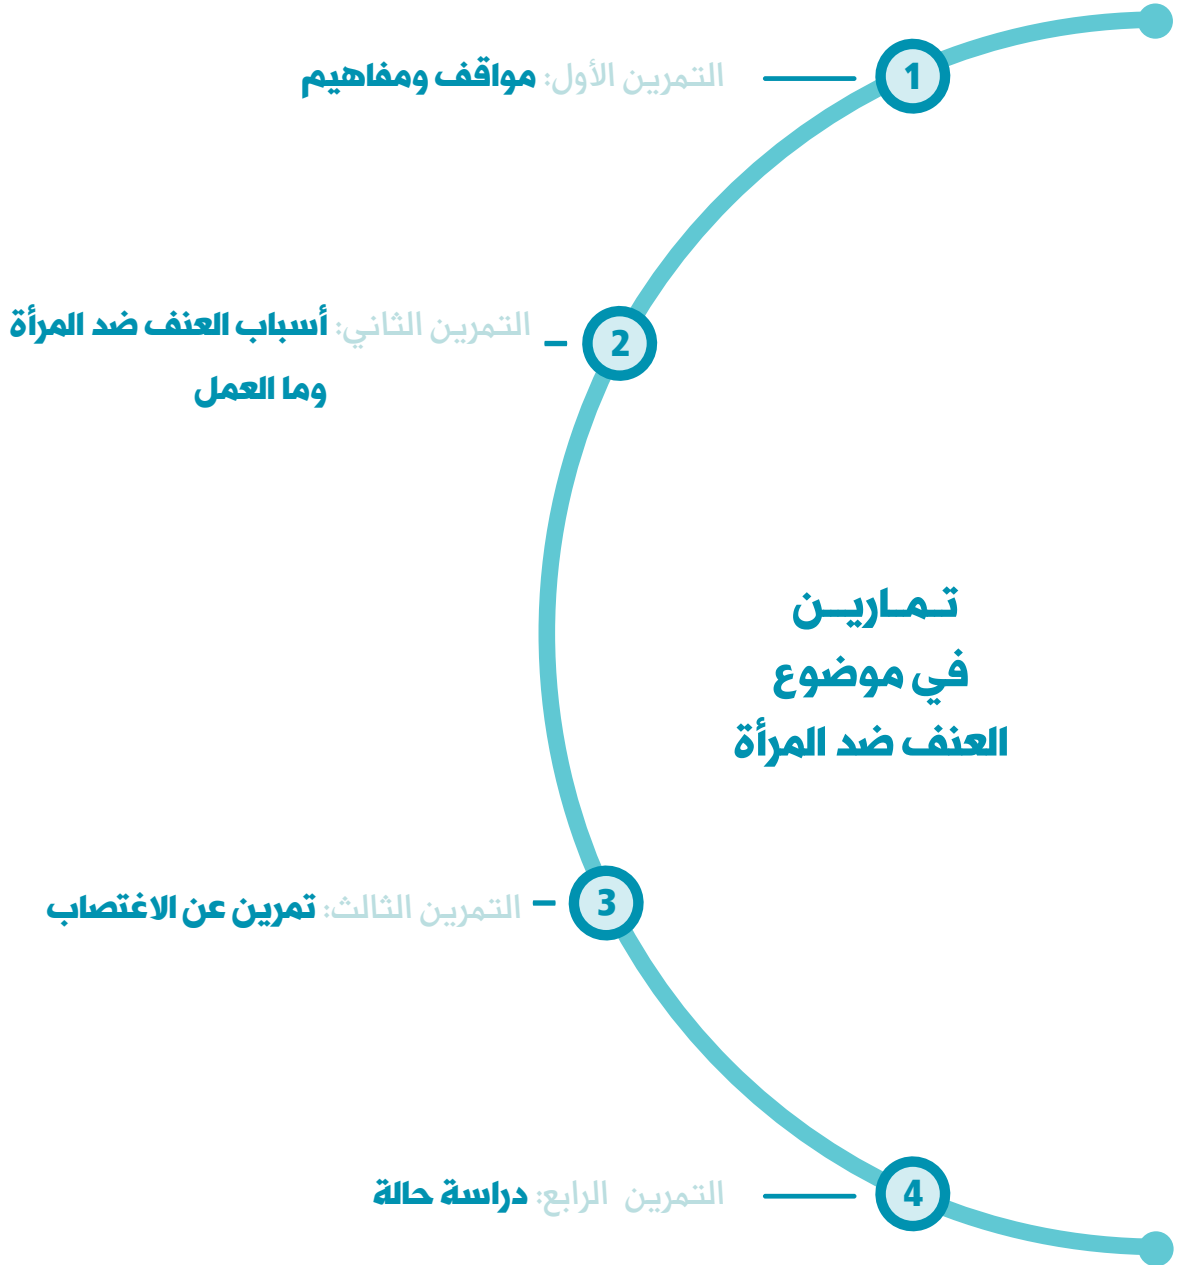 تـمـاريــن
في موضوع
العنف ضد المرأة
1
التمرين الأول: مواقف ومفاهيم
2
التمرين الثاني: أسباب العنف ضد المرأة
وما العمل
3
التمرين الثالث: تمرين عن الاغتصاب
4
التمرين الرابع: دراسة حالة